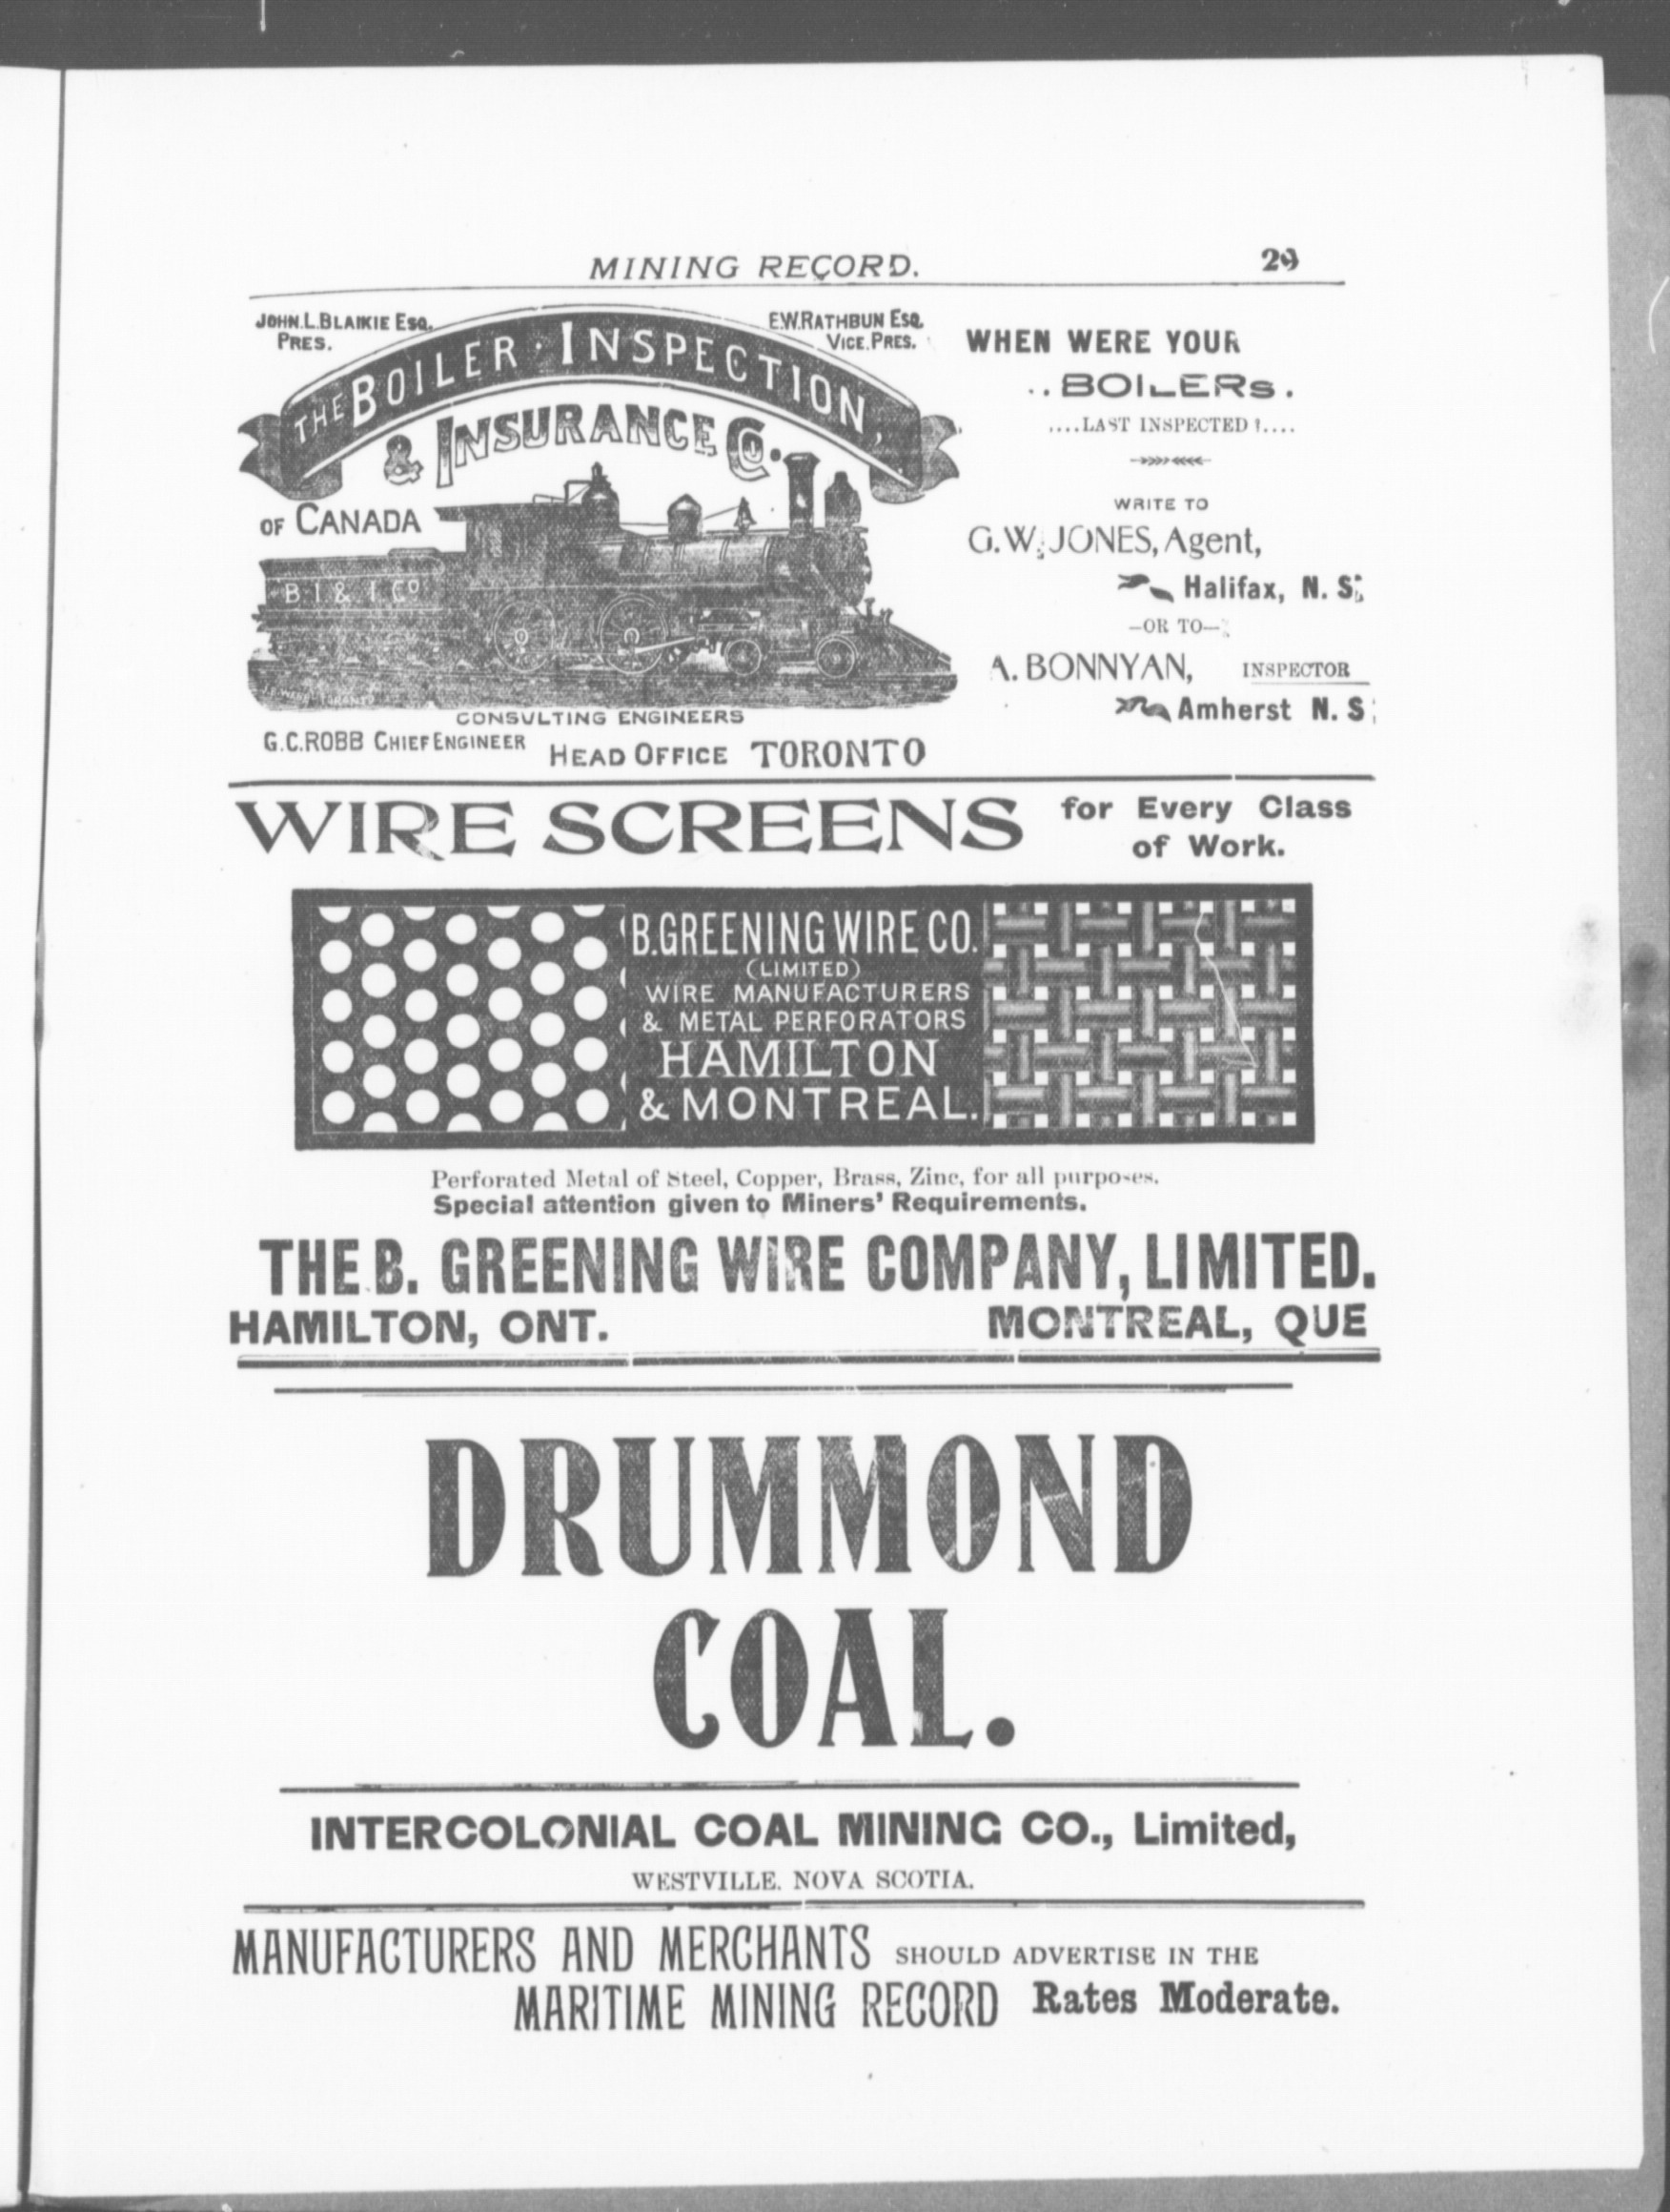 MINING RECORD.
29
JOHN.L.BLAIKIE ESQ.
PRES.
E.W.RATHBUN ESQ.
VICE.PRES.
THE BOILER · INSPECTION,
& INSURANCE CO.
OF CANADA
B I & I CO
CONSULTING ENGINEERS
G.C.ROBB CHIEF ENGINEER
HEAD OFFICE TORONTO
WHEN WERE YOUR
..BOILERs.
....LAST INSPECTED ?....
WRITE TO
G.W. JONES, Agent,
Halifax, N. S.
—OR TO—
A. BONNYAN, INSPECTOR
Amherst N. S
WIRE SCREENS
for Every Class
of Work.
B.GREENING WIRE CO.
(LIMITED)
WIRE MANUFACTURERS
& METAL PERFORATORS
HAMILTON
& MONTREAL.
Perforated Metal of Steel, Copper, Brass, Zinc, for all purposes.
Special attention given to Miners' Requirements.
THE B. GREENING WIRE COMPANY, LIMITED.
HAMILTON, ONT. MONTREAL, QUE
DRUMMOND
COAL.
INTERCOLONIAL COAL MINING CO., Limited,
WESTVILLE. NOVA SCOTIA.
MANUFACTURERS AND MERCHANTS SHOULD ADVERTISE IN THE
MARITIME MINING RECORD Rates Moderate.